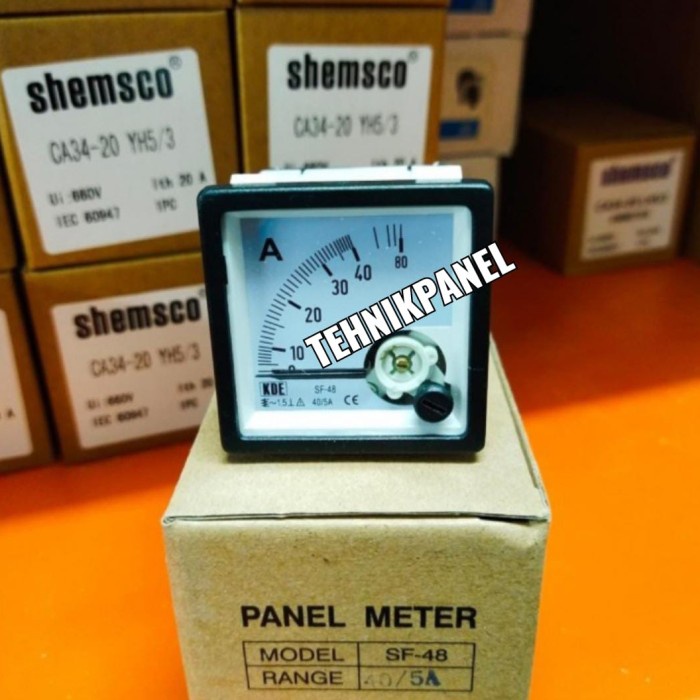 shemsco®
CA34-20 YH5/3
Ui:660V Ith 20 A
IEC 60947 1PC
shemsco®
CA34-20 YH5/3
shemsco
CA34-20 YH5/3
Ui:660V
IEC 60947 1PC
shemsco
A
0 10 20 30 40 80
TEHNIKPANEL
KDE SF-48
~1.5⊥⚠ 40/5A CE
PANEL METER
MODEL SF-48
RANGE 40/5A